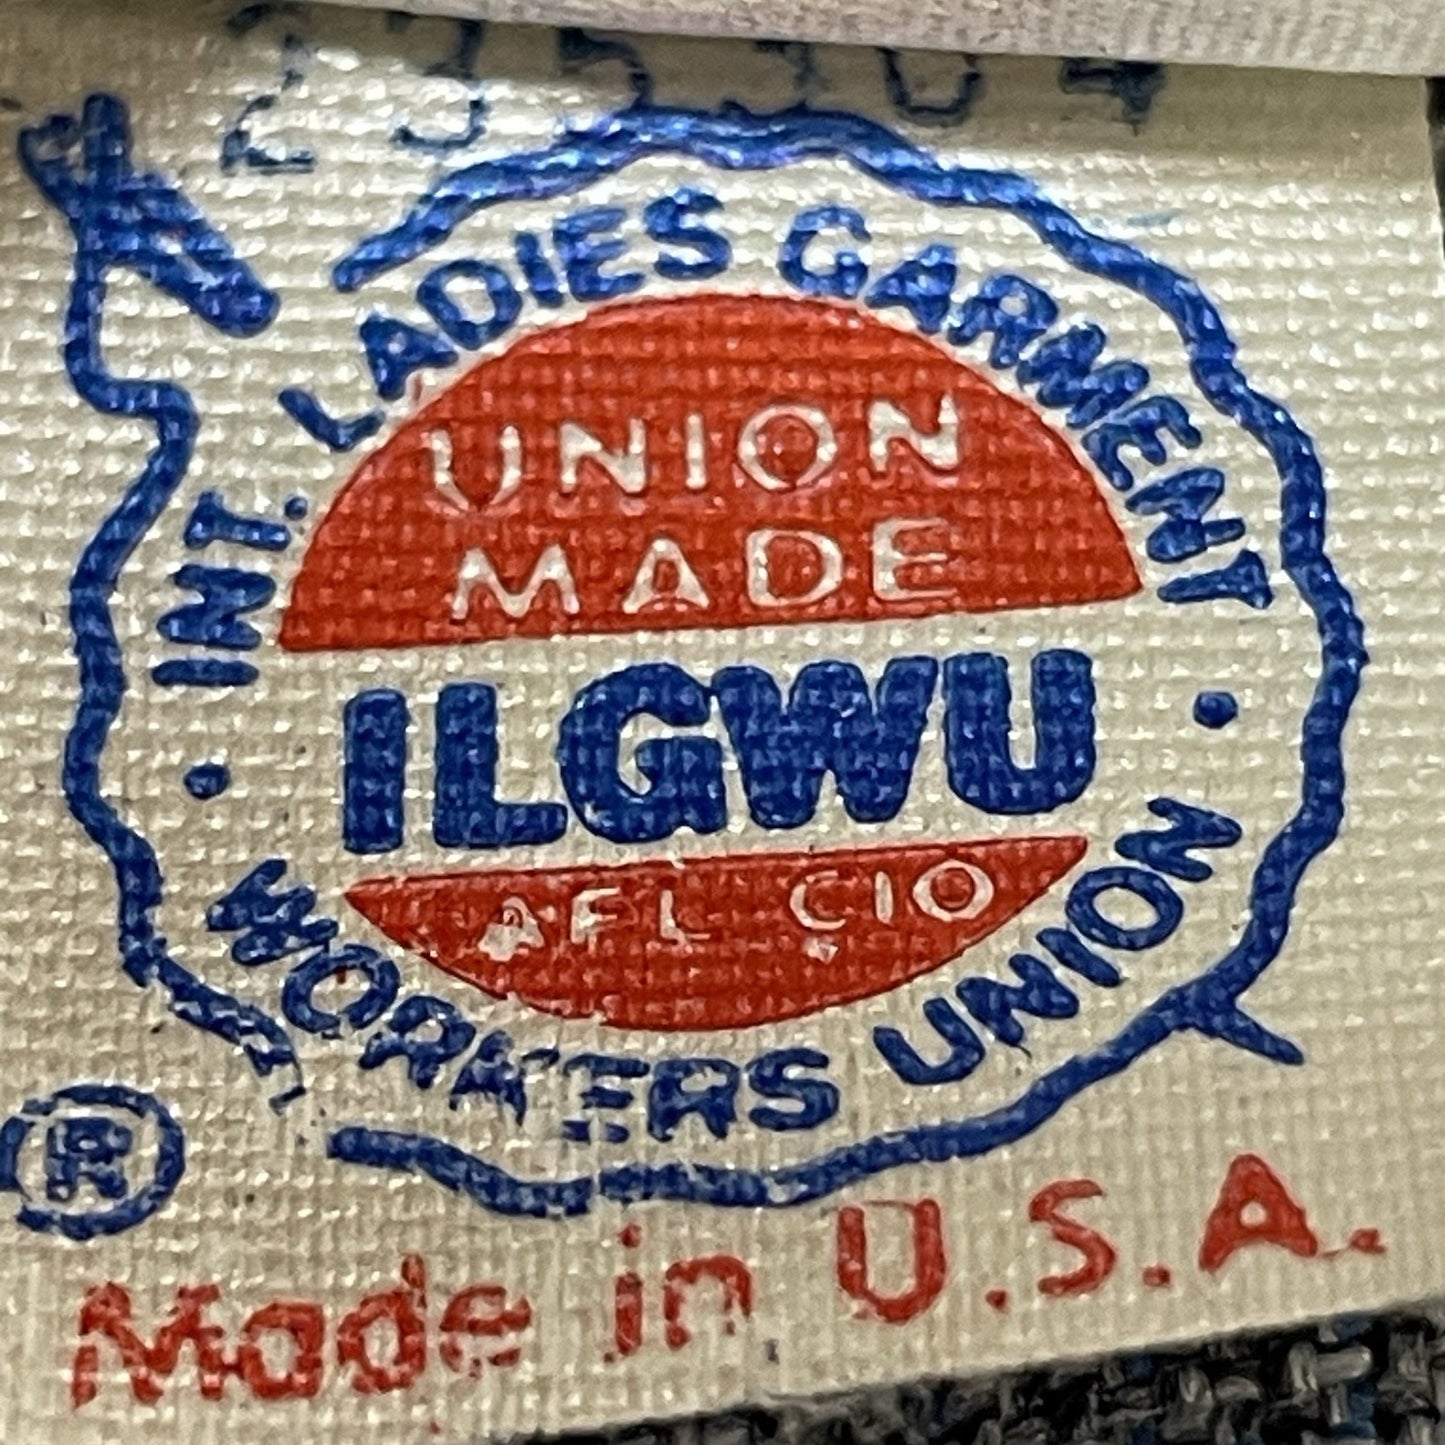 INT. LADIES GARMENT
UNION
MADE
ILGWU
AFL CIO
WORKERS UNION
®
Made in U.S.A.